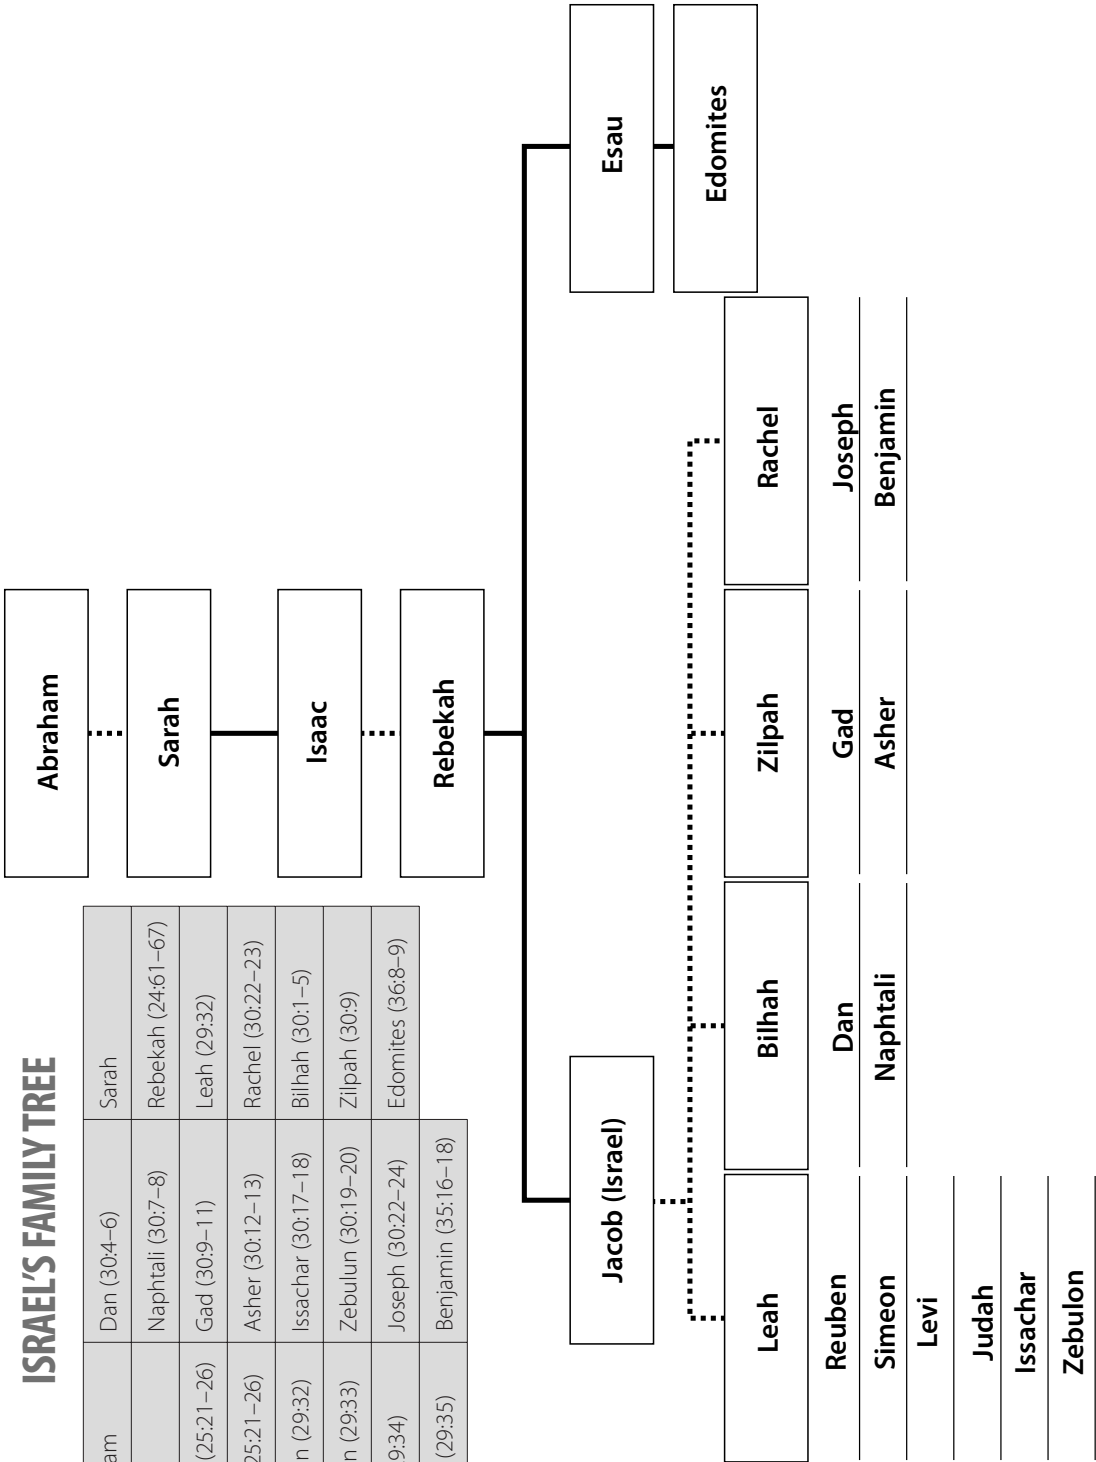 ISRAEL'S FAMILY TREE
am Dan (30:4–6) Sarah
Naphtali (30:7–8) Rebekah (24:61–67)
(25:21–26) Gad (30:9–11) Leah (29:32)
25:21–26) Asher (30:12–13) Rachel (30:22–23)
n (29:32) Issachar (30:17–18) Bilhah (30:1–5)
n (29:33) Zebulun (30:19–20) Zilpah (30:9)
9:34) Joseph (30:22–24) Edomites (36:8–9)
(29:35) Benjamin (35:16–18)
Abraham
Sarah
Isaac
Rebekah
Jacob (Israel)
Esau
Edomites
Leah
Reuben
Simeon
Levi
Judah
Issachar
Zebulon
Bilhah
Dan
Naphtali
Zilpah
Gad
Asher
Rachel
Joseph
Benjamin